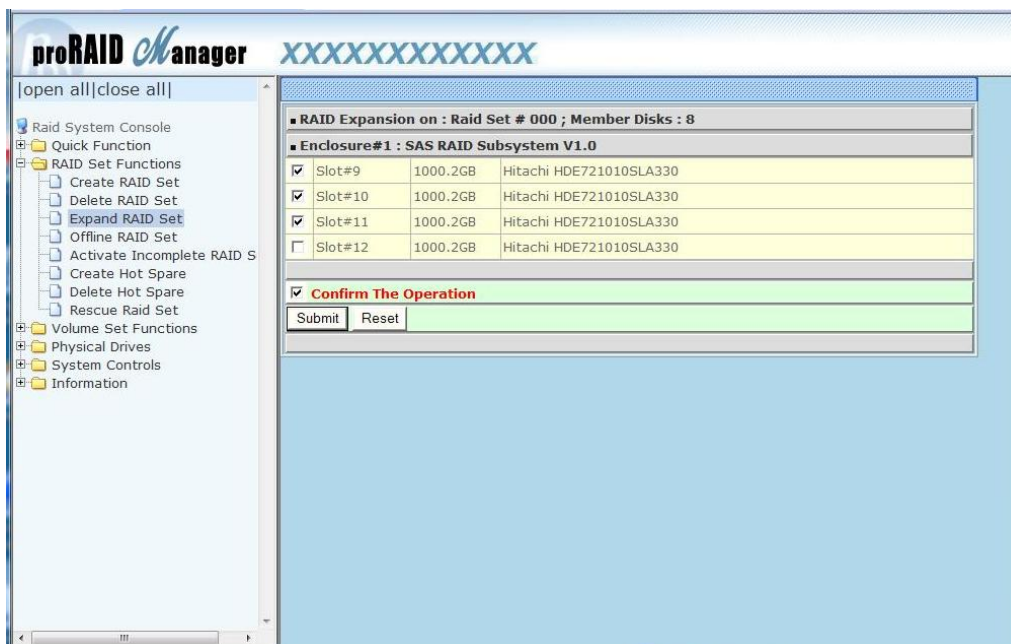 proRAID Manager XXXXXXXXXXXX
|open all|close all|
Raid System Console
Quick Function
RAID Set Functions
Create RAID Set
Delete RAID Set
Expand RAID Set
Offline RAID Set
Activate Incomplete RAID S
Create Hot Spare
Delete Hot Spare
Rescue Raid Set
Volume Set Functions
Physical Drives
System Controls
Information
RAID Expansion on : Raid Set # 000 ; Member Disks : 8
Enclosure#1 : SAS RAID Subsystem V1.0
Slot#9 1000.2GB Hitachi HDE721010SLA330
Slot#10 1000.2GB Hitachi HDE721010SLA330
Slot#11 1000.2GB Hitachi HDE721010SLA330
Slot#12 1000.2GB Hitachi HDE721010SLA330
Confirm The Operation
Submit Reset